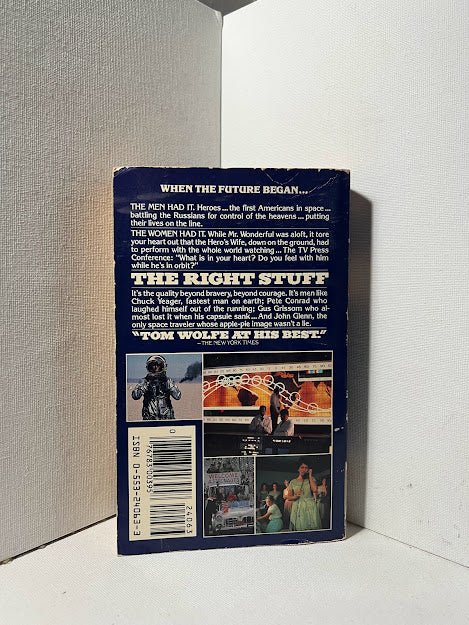 WHEN THE FUTURE BEGAN...
THE MEN HAD IT. Heroes...the first Americans in space...
battling the Russians for control of the heavens...putting
their lives on the line.
THE WOMEN HAD IT. While Mr. Wonderful was aloft, it tore
your heart out that the Hero's Wife, down on the ground, had
to perform with the whole world watching...The TV Press
Conference: "What is in your heart? Do you feel with him
while he's in orbit?"
THE RIGHT STUFF
It's the quality beyond bravery, beyond courage. It's men like
Chuck Yeager, fastest man on earth; Pete Conrad who
laughed himself out of the running; Gus Grissom who al-
most lost it when his capsule sank...And John Glenn, the
only space traveler whose apple-pie image wasn't a lie.
"TOM WOLFE AT HIS BEST."
—THE NEW YORK TIMES
ISBN 0-553-24063-3
0
76783 00395
24063